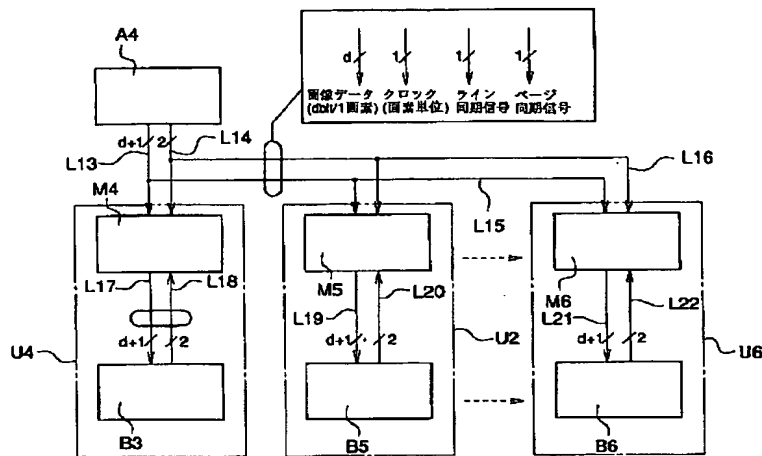 A4
d 1 1 1
画像データ クロック ライン ページ
(dbit/1画素) (画素単位) 同期信号 同期信号
d+1 2 L14
L13
L16
M4
L15
L17 L18
M5
L20
M6
L22
L19
L21
U4
d+1 2
d+1 2
U2
d+1 2
U6
B3
B5
B6